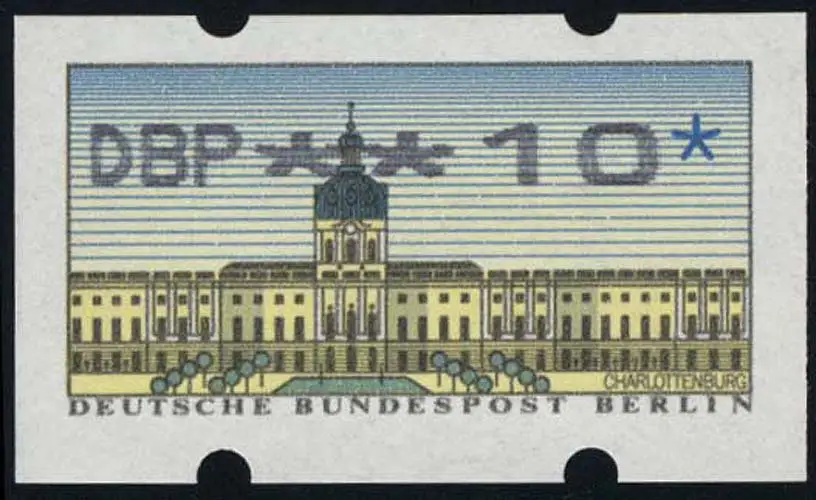 DBP**10*
CHARLOTTENBURG
DEUTSCHE BUNDESPOST BERLIN